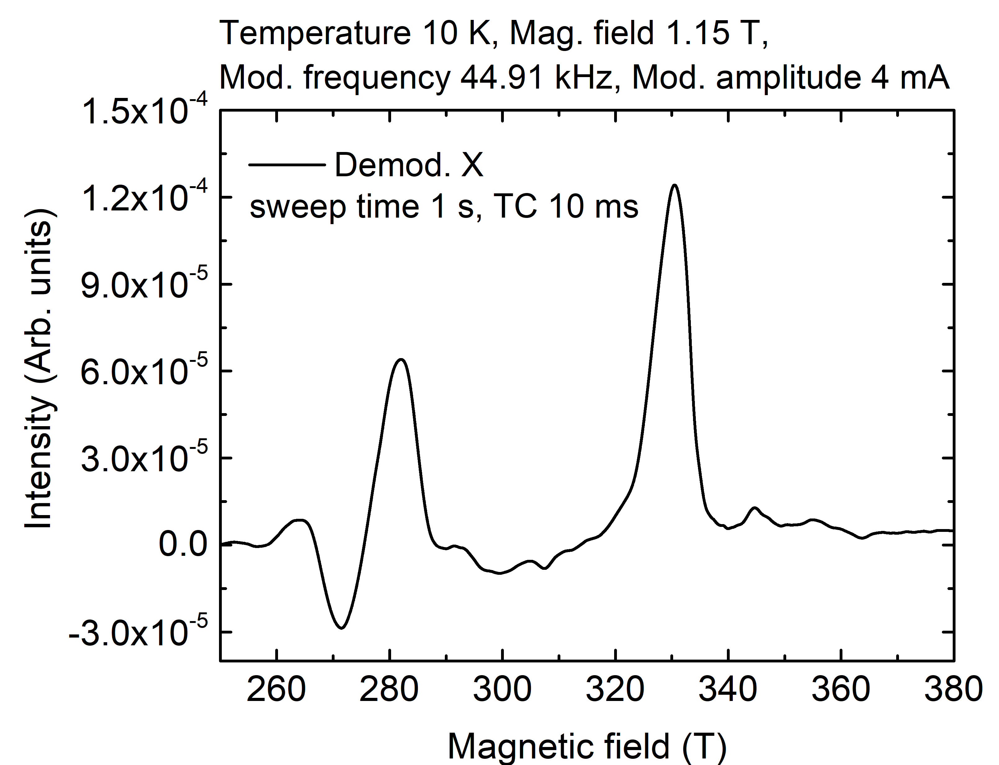 Temperature 10 K, Mag. field 1.15 T,
Mod. frequency 44.91 kHz, Mod. amplitude 4 mA
1.5x10⁻⁴
Demod. X
1.2x10⁻⁴
sweep time 1 s, TC 10 ms
9.0x10⁻⁵
6.0x10⁻⁵
3.0x10⁻⁵
0.0
-3.0x10⁻⁵
Intensity (Arb. units)
260 280 300 320 340 360 380
Magnetic field (T)